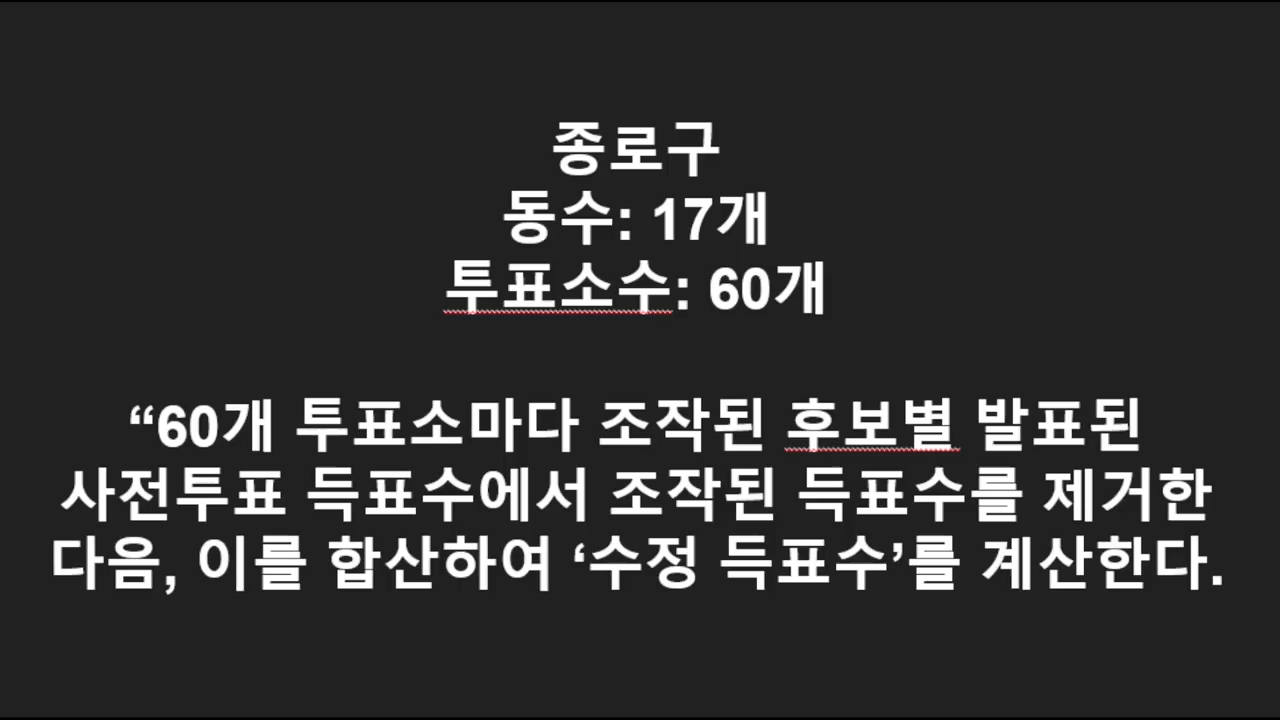 종로구
동수: 17개
투표소수: 60개
“60개 투표소마다 조작된 후보별 발표된
사전투표 득표수에서 조작된 득표수를 제거한
다음, 이를 합산하여 ‘수정 득표수’를 계산한다.